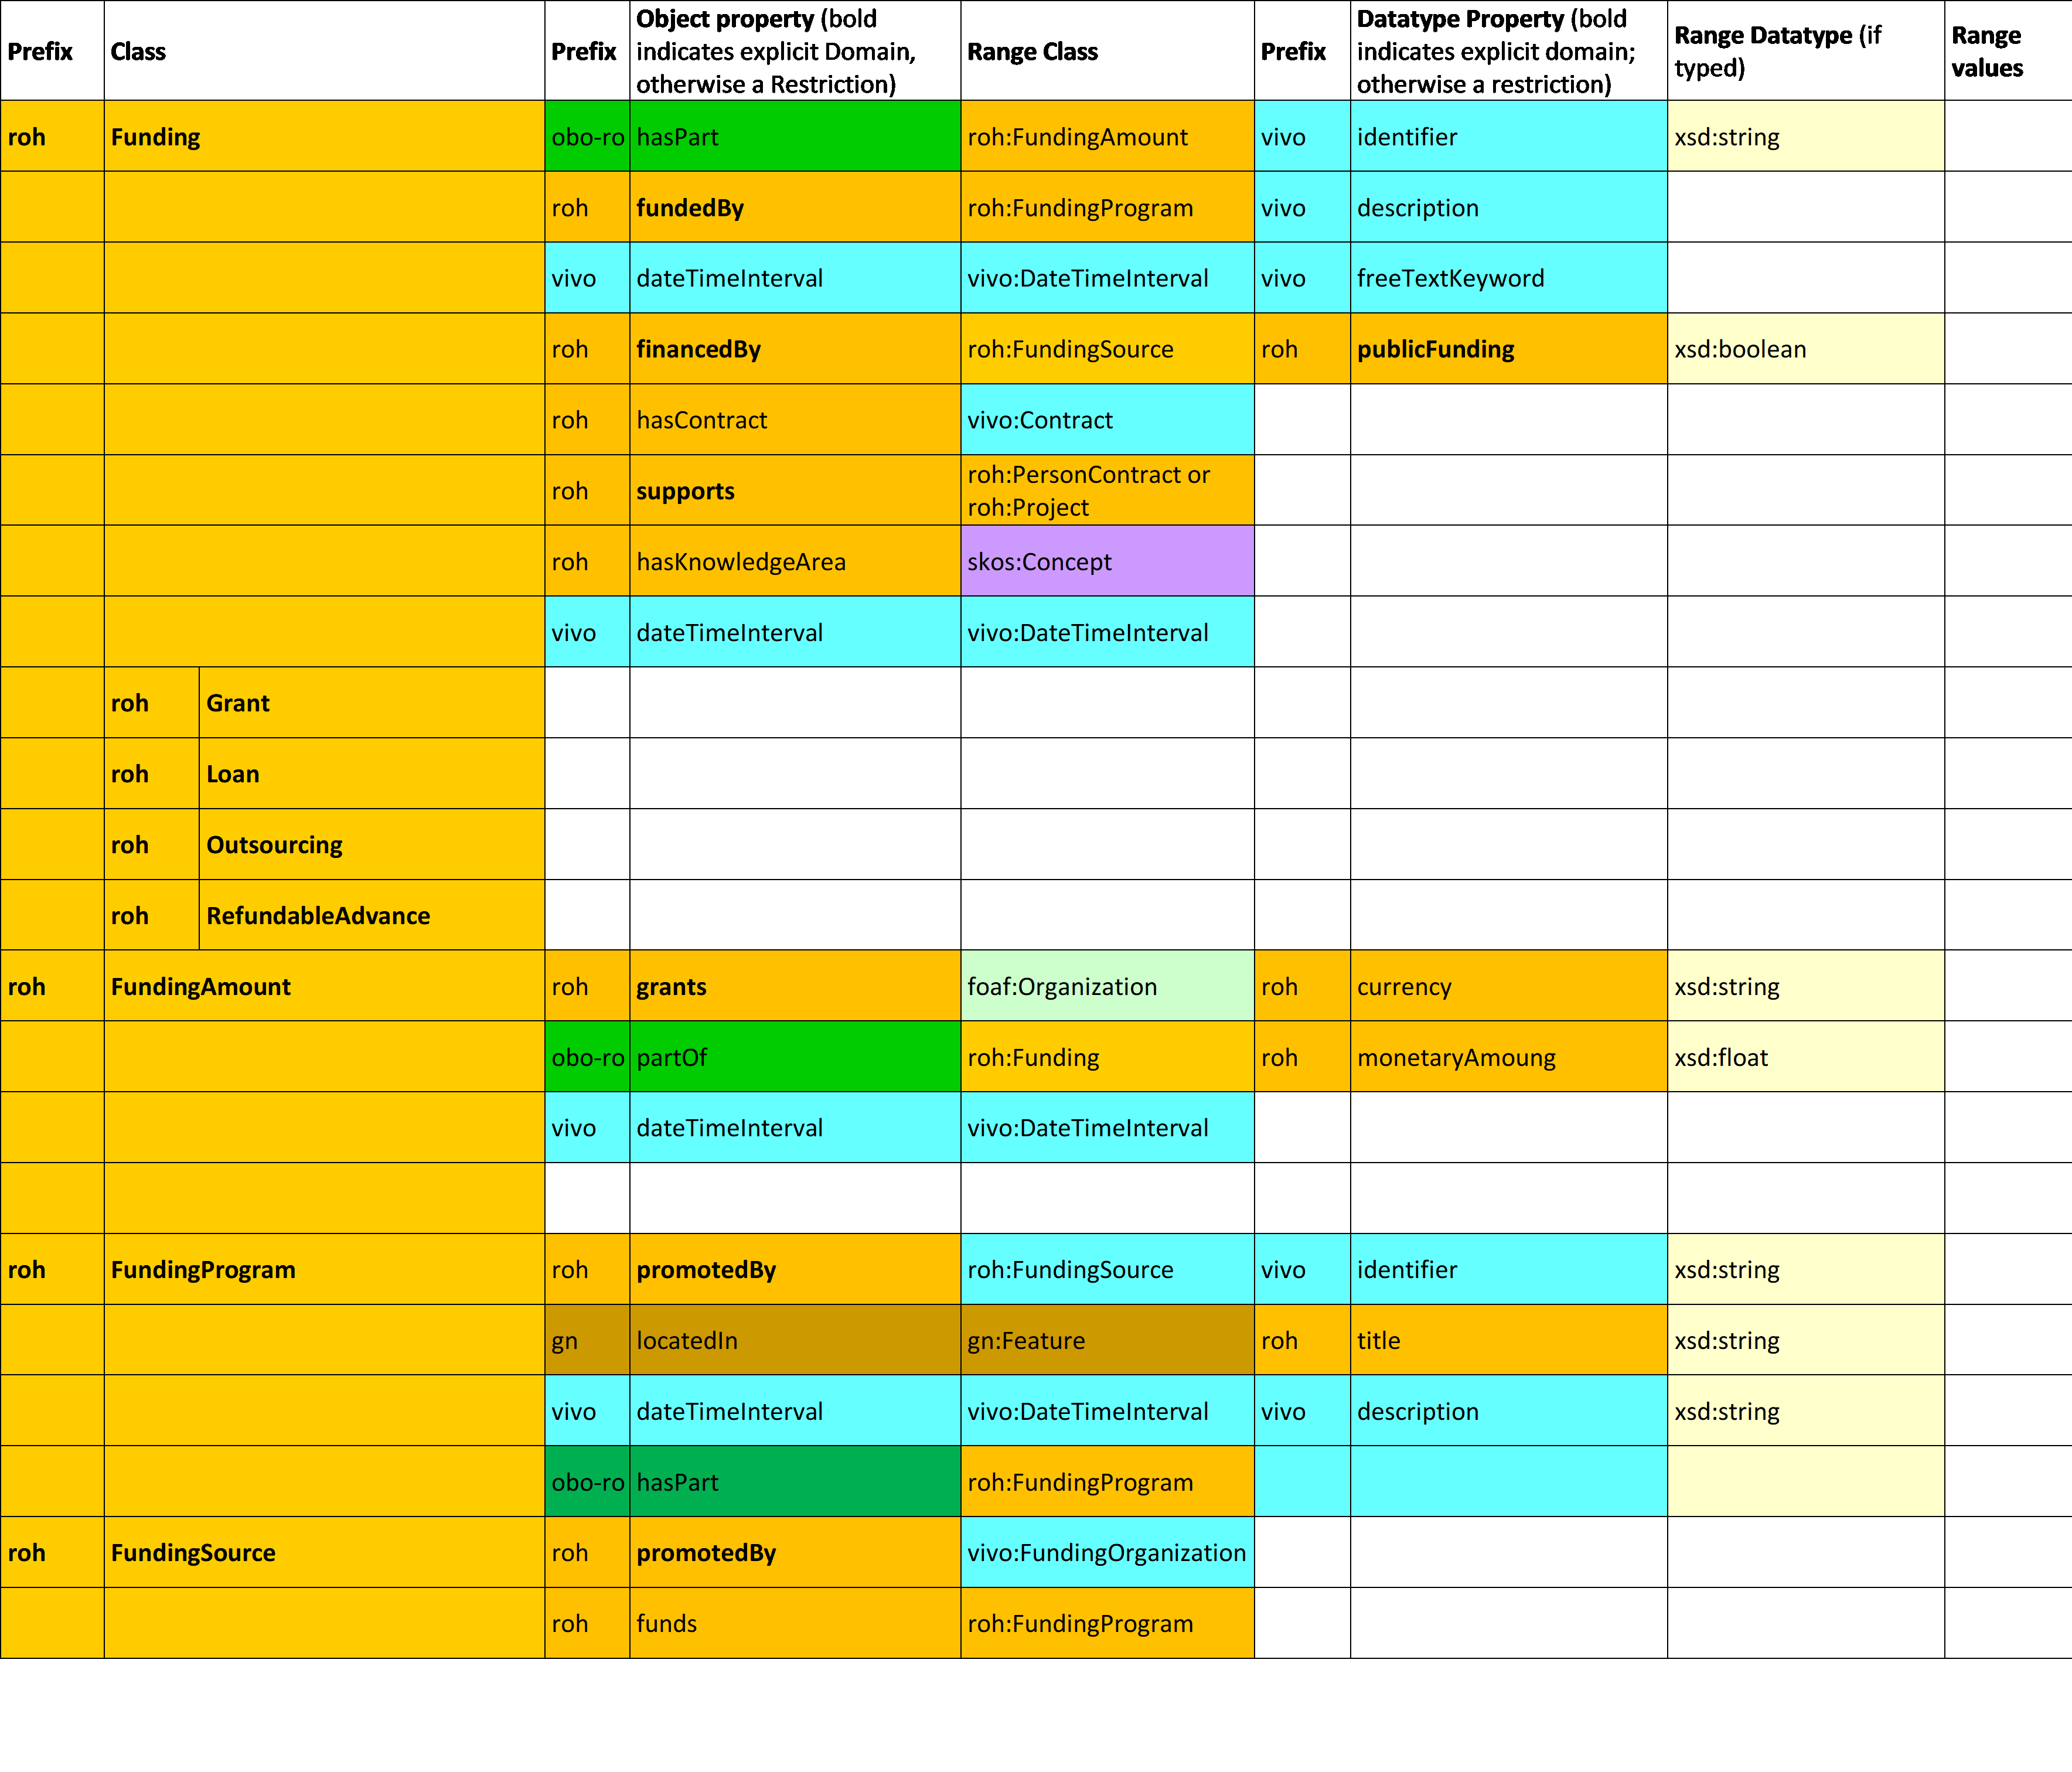 Prefix Class Prefix Object property (bold indicates explicit Domain, otherwise a Restriction) Range Class Prefix Datatype Property (bold indicates explicit domain; otherwise a restriction) Range Datatype (if typed) Range values
roh Funding obo-ro hasPart roh:FundingAmount vivo identifier xsd:string
roh fundedBy roh:FundingProgram vivo description
vivo dateTimeInterval vivo:DateTimeInterval vivo freeTextKeyword
roh financedBy roh:FundingSource roh publicFunding xsd:boolean
roh hasContract vivo:Contract
roh supports roh:PersonContract or roh:Project
roh hasKnowledgeArea skos:Concept
vivo dateTimeInterval vivo:DateTimeInterval
roh Grant
roh Loan
roh Outsourcing
roh RefundableAdvance
roh FundingAmount roh grants foaf:Organization roh currency xsd:string
obo-ro partOf roh:Funding roh monetaryAmoung xsd:float
vivo dateTimeInterval vivo:DateTimeInterval
roh FundingProgram roh promotedBy roh:FundingSource vivo identifier xsd:string
gn locatedIn gn:Feature roh title xsd:string
vivo dateTimeInterval vivo:DateTimeInterval vivo description xsd:string
obo-ro hasPart roh:FundingProgram
roh FundingSource roh promotedBy vivo:FundingOrganization
roh funds roh:FundingProgram